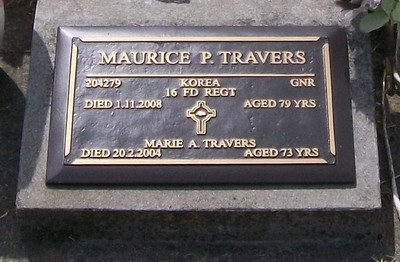 MAURICE P. TRAVERS
204279 KOREA GNR
16 FD REGT
DIED 1.11.2008 AGED 79 YRS
MARIE A. TRAVERS
DIED 20.2.2004 AGED 73 YRS